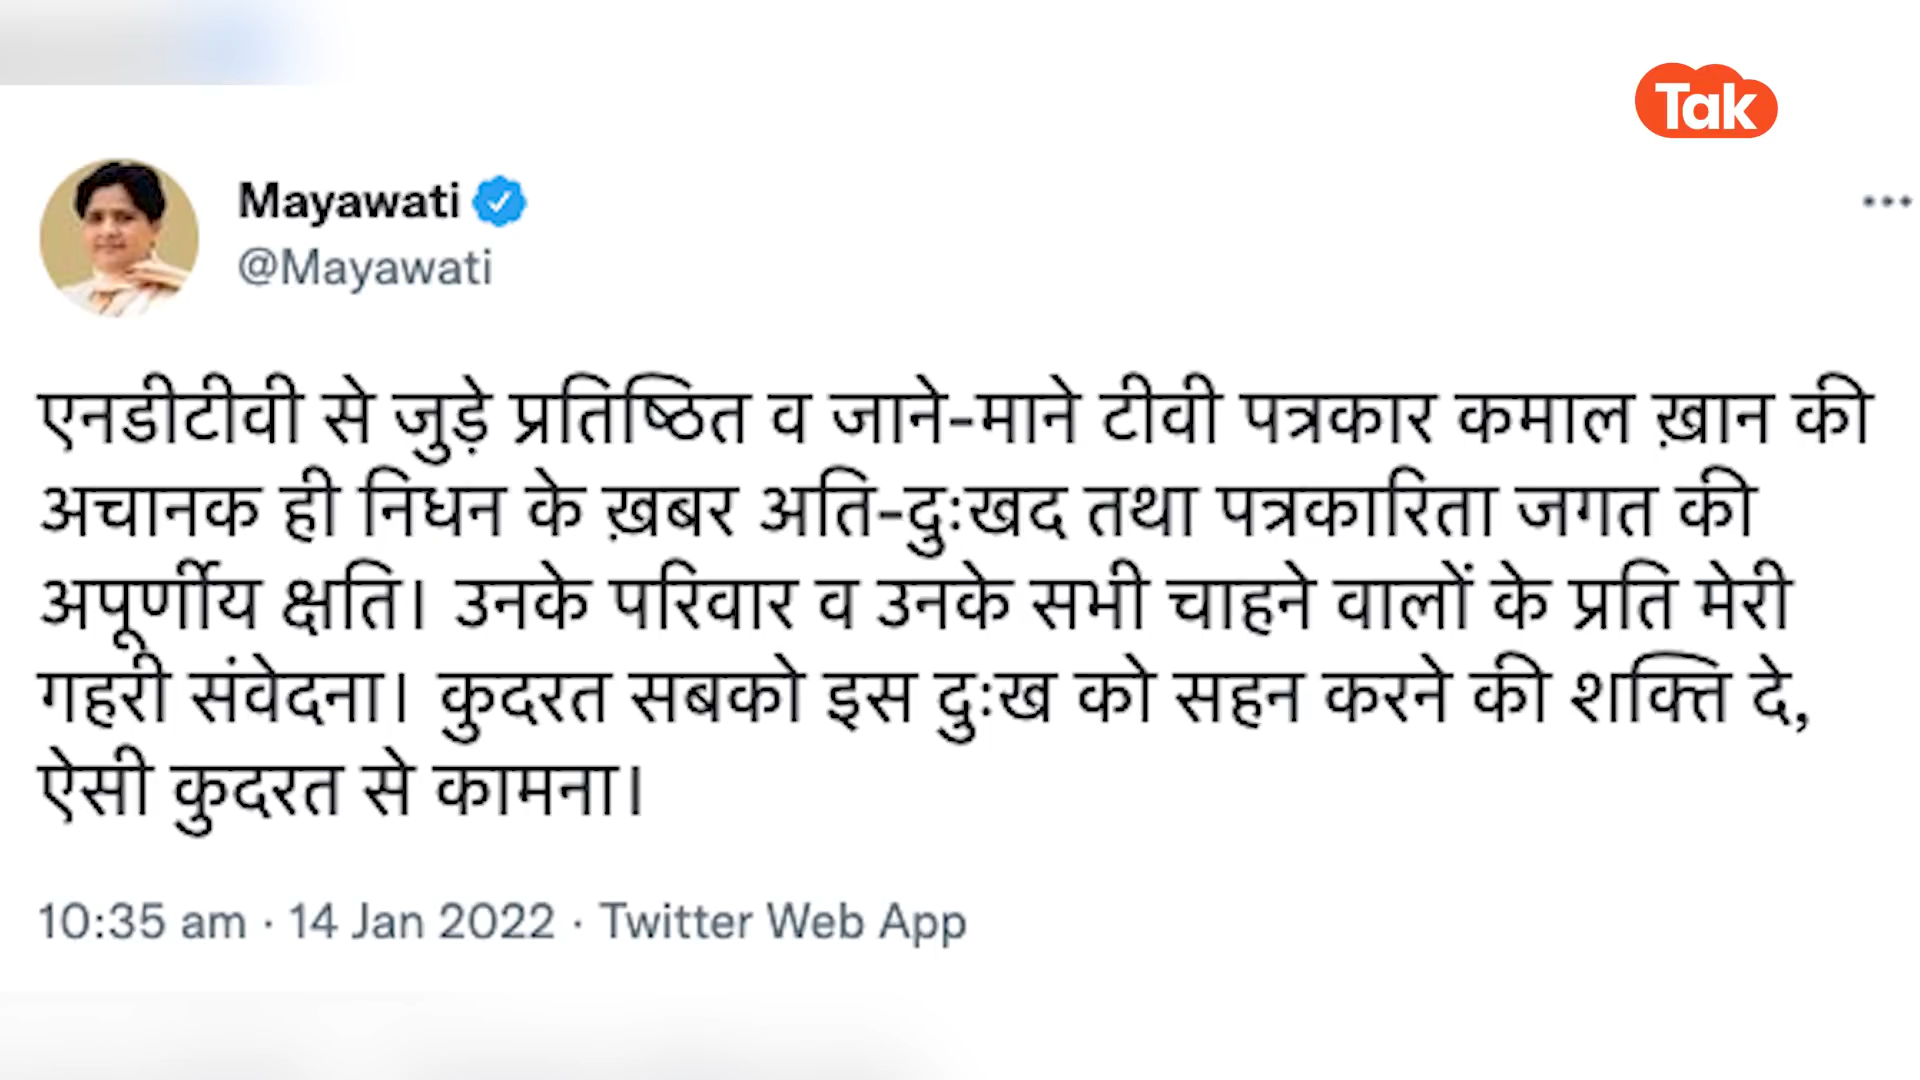 Tak
Mayawati
@Mayawati
एनडीटीवी से जुड़े प्रतिष्ठित व जाने-माने टीवी पत्रकार कमाल ख़ान की
अचानक ही निधन के ख़बर अति-दुःखद तथा पत्रकारिता जगत की
अपूर्णीय क्षति। उनके परिवार व उनके सभी चाहने वालों के प्रति मेरी
गहरी संवेदना। कुदरत सबको इस दुःख को सहन करने की शक्ति दे,
ऐसी कुदरत से कामना।
10:35 am · 14 Jan 2022 · Twitter Web App